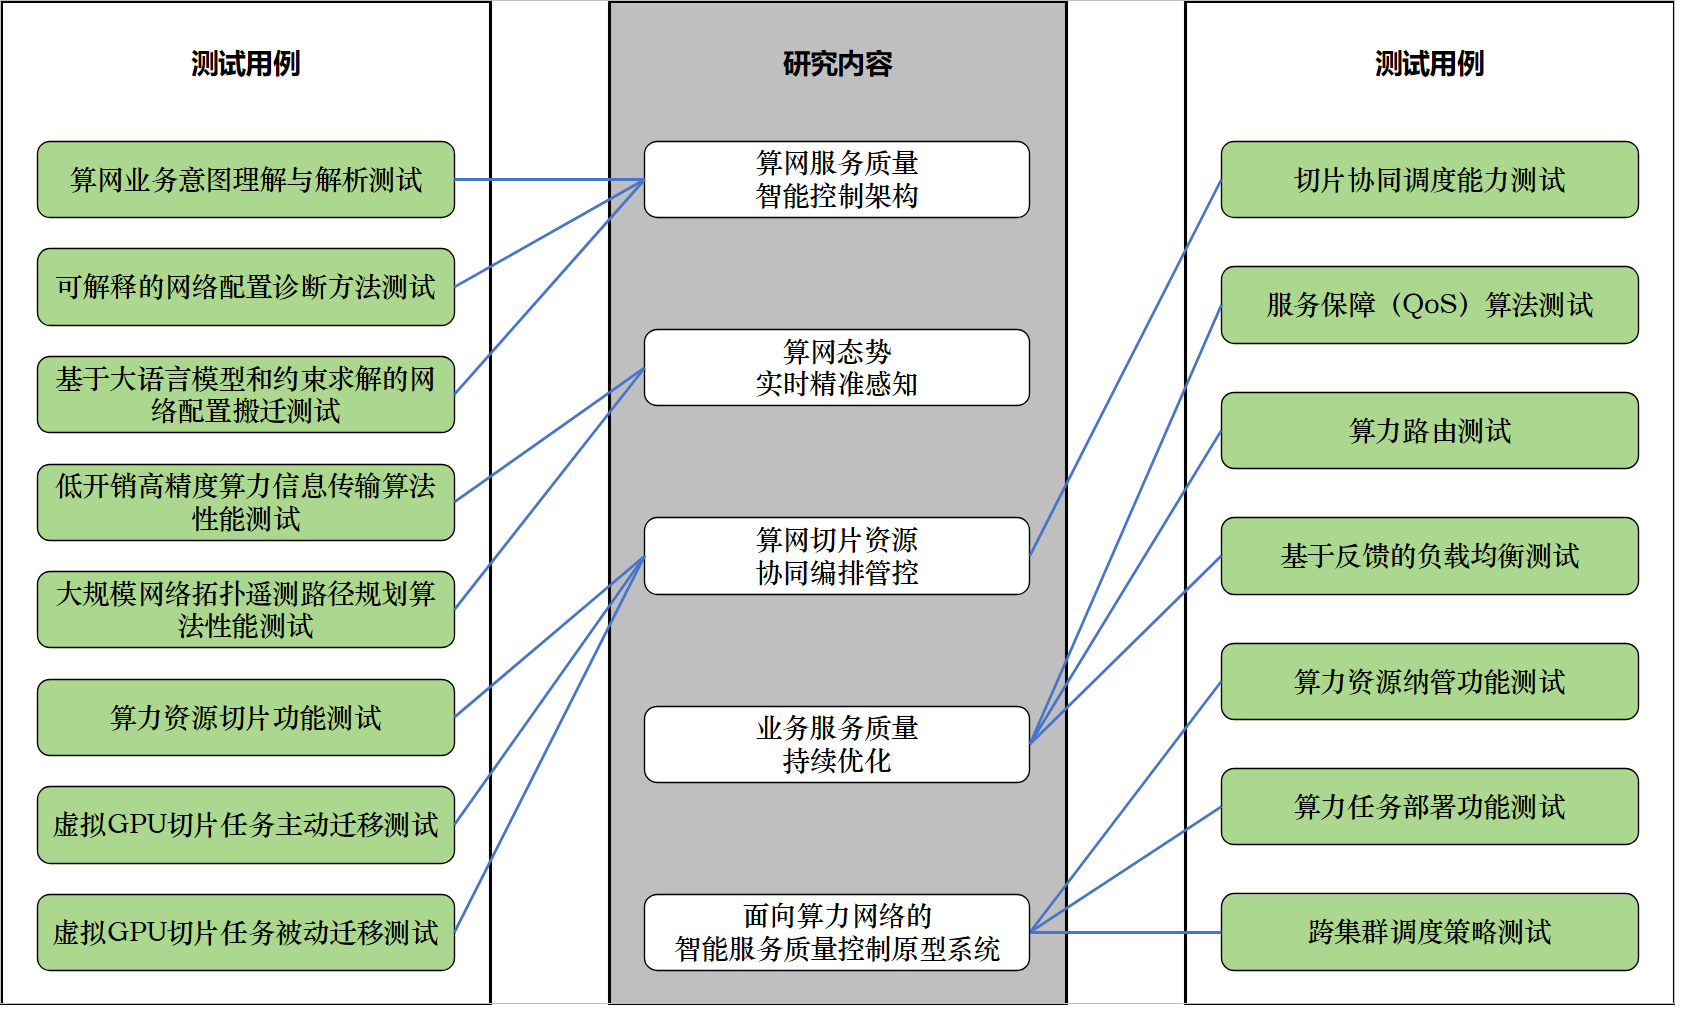 测试用例
算网业务意图理解与解析测试
可解释的网络配置诊断方法测试
基于大语言模型和约束求解的网
络配置搬迁测试
低开销高精度算力信息传输算法
性能测试
大规模网络拓扑遥测路径规划算
法性能测试
算力资源切片功能测试
虚拟GPU切片任务主动迁移测试
虚拟GPU切片任务被动迁移测试
研究内容
算网服务质量
智能控制架构
算网态势
实时精准感知
算网切片资源
协同编排管控
业务服务质量
持续优化
面向算力网络的
智能服务质量控制原型系统
测试用例
切片协同调度能力测试
服务保障（QoS）算法测试
算力路由测试
基于反馈的负载均衡测试
算力资源纳管功能测试
算力任务部署功能测试
跨集群调度策略测试